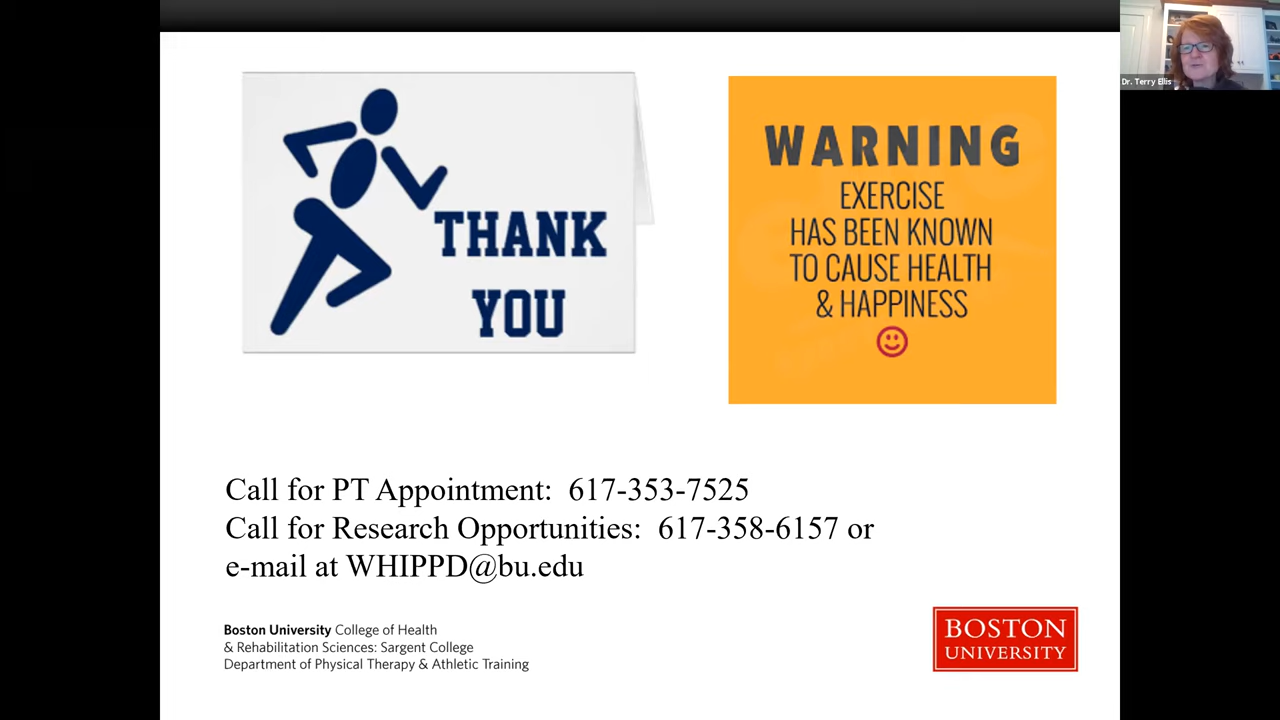 Dr. Terry Ellis
THANK
YOU
WARNING
EXERCISE
HAS BEEN KNOWN
TO CAUSE HEALTH
& HAPPINESS
Call for PT Appointment:  617-353-7525
Call for Research Opportunities:  617-358-6157 or
e-mail at WHIPPD@bu.edu
Boston University College of Health
& Rehabilitation Sciences: Sargent College
Department of Physical Therapy & Athletic Training
BOSTON
UNIVERSITY